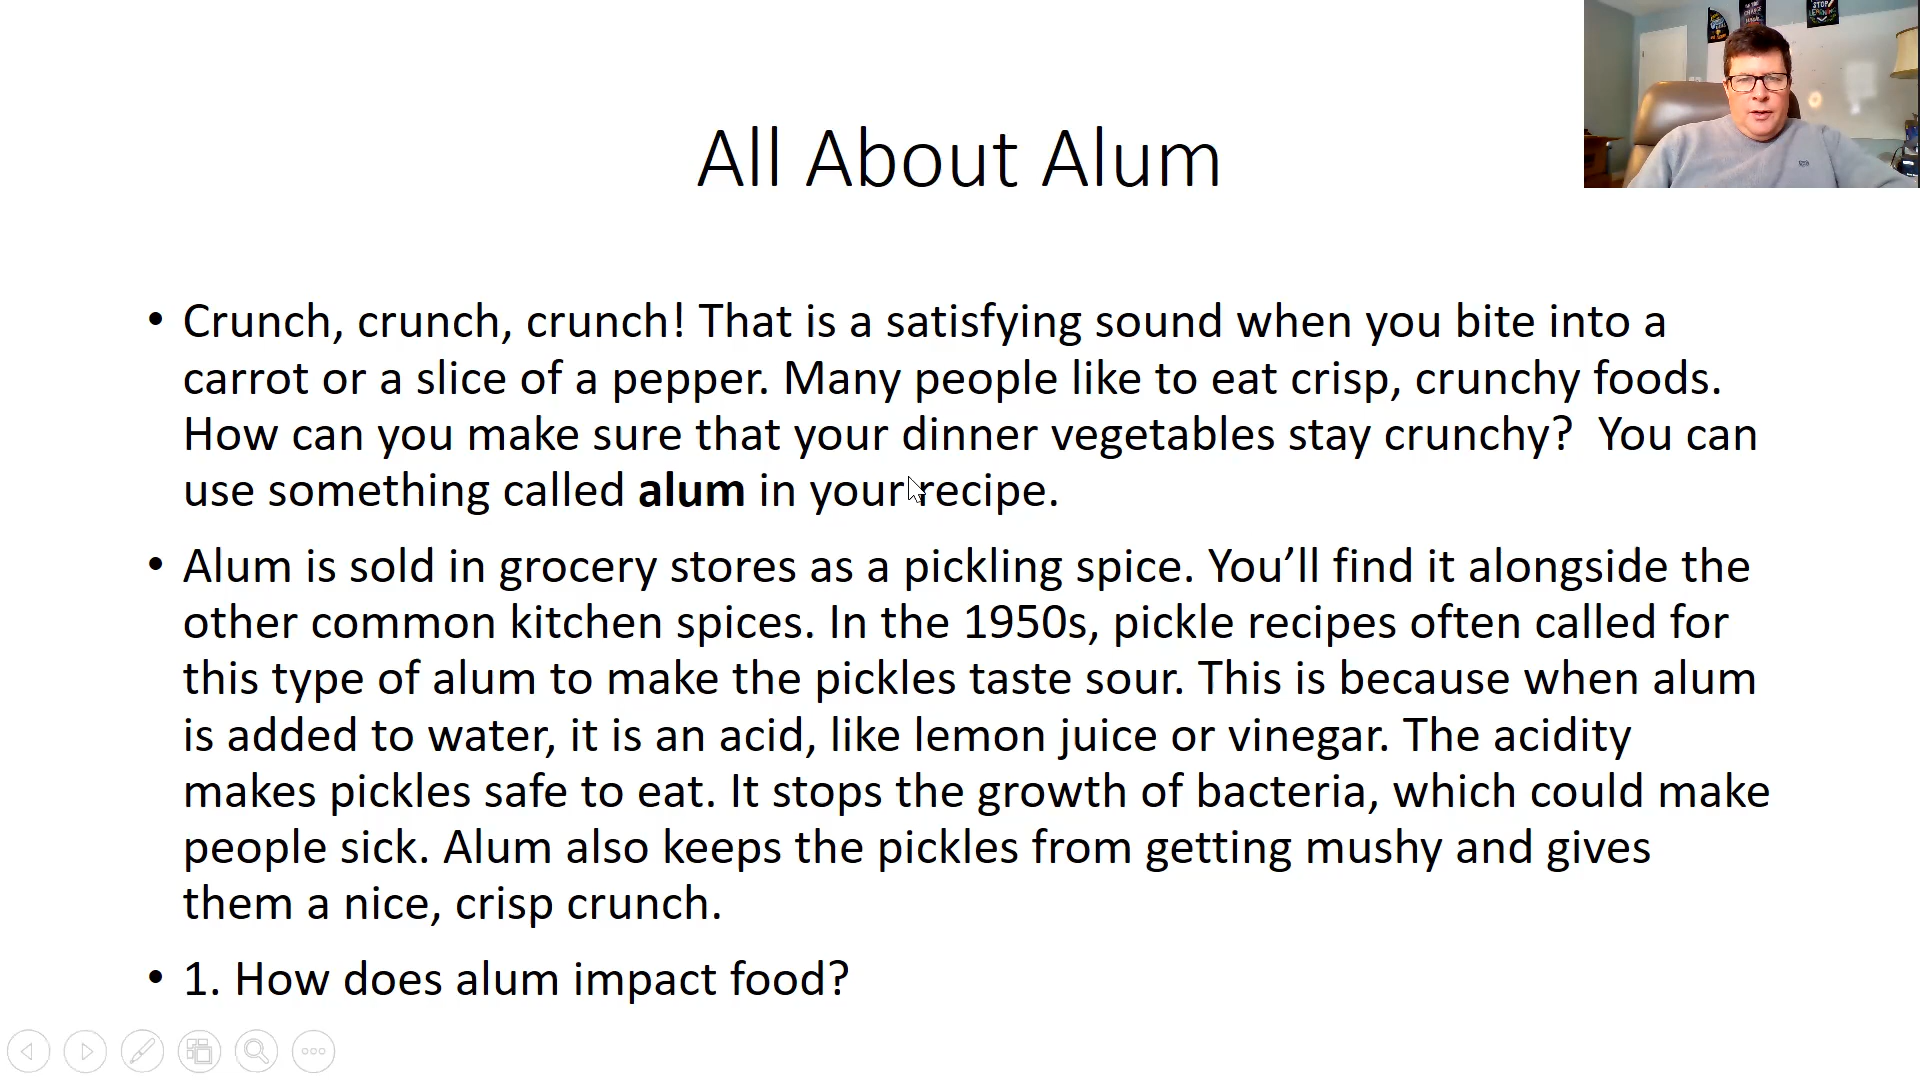 STOP
LEARNING
All About Alum
• Crunch, crunch, crunch! That is a satisfying sound when you bite into a
carrot or a slice of a pepper. Many people like to eat crisp, crunchy foods.
How can you make sure that your dinner vegetables stay crunchy?  You can
use something called alum in your recipe.
• Alum is sold in grocery stores as a pickling spice. You’ll find it alongside the
other common kitchen spices. In the 1950s, pickle recipes often called for
this type of alum to make the pickles taste sour. This is because when alum
is added to water, it is an acid, like lemon juice or vinegar. The acidity
makes pickles safe to eat. It stops the growth of bacteria, which could make
people sick. Alum also keeps the pickles from getting mushy and gives
them a nice, crisp crunch.
• 1. How does alum impact food?